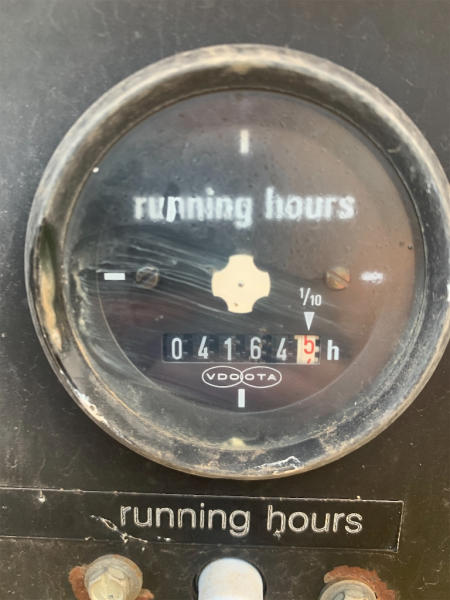 running hours
1/10
041645 h
VDO OTA
running hours